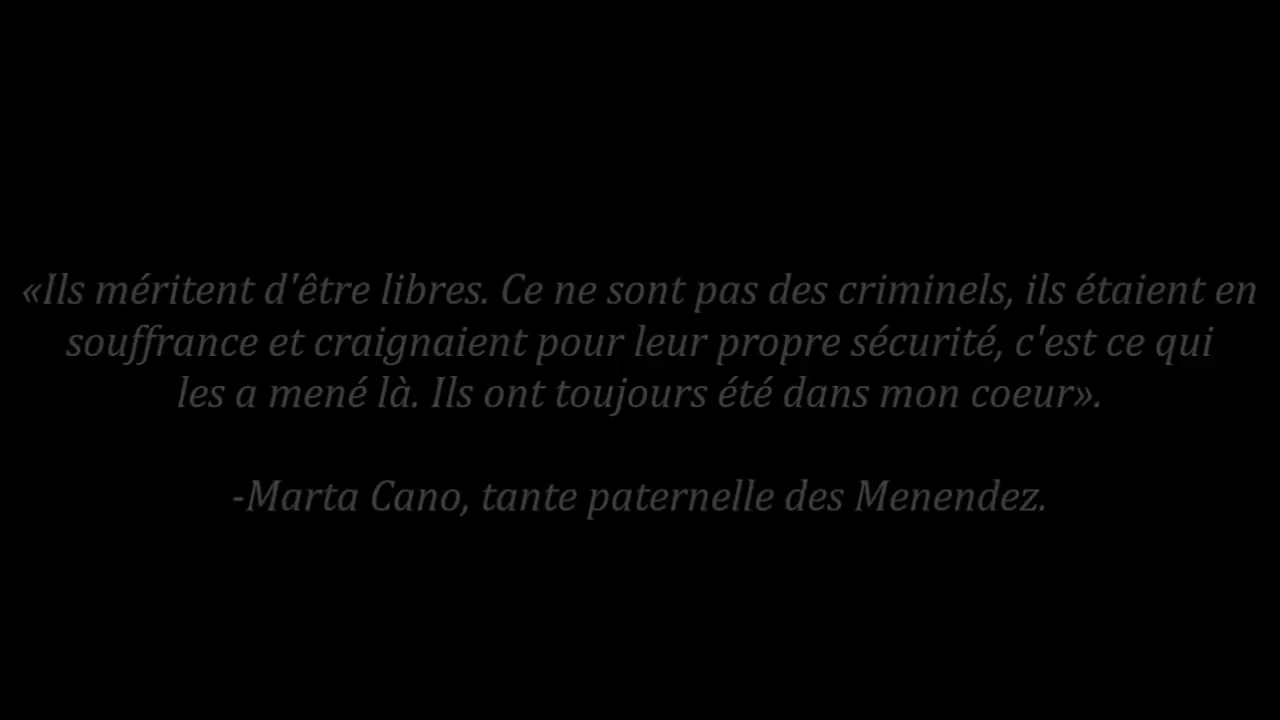 «Ils méritent d'être libres. Ce ne sont pas des criminels, ils étaient en
souffrance et craignaient pour leur propre sécurité, c'est ce qui
les a mené là. Ils ont toujours été dans mon coeur».
-Marta Cano, tante paternelle des Menendez.